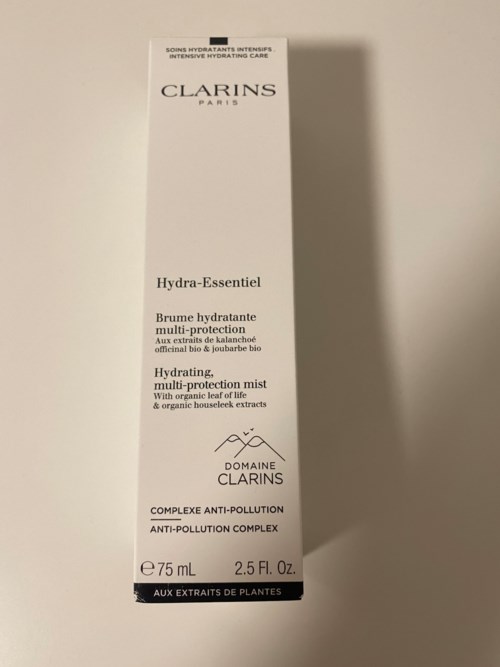 SOINS HYDRATANTS INTENSIFS .
INTENSIVE HYDRATING CARE
CLARINS
PARIS
Hydra-Essentiel
Brume hydratante
multi-protection
Aux extraits de kalanchoé
officinal bio & joubarbe bio
Hydrating,
multi-protection mist
With organic leaf of life
& organic houseleek extracts
DOMAINE
CLARINS
COMPLEXE ANTI-POLLUTION
ANTI-POLLUTION COMPLEX
℮ 75 mL 2.5 Fl. Oz.
AUX EXTRAITS DE PLANTES